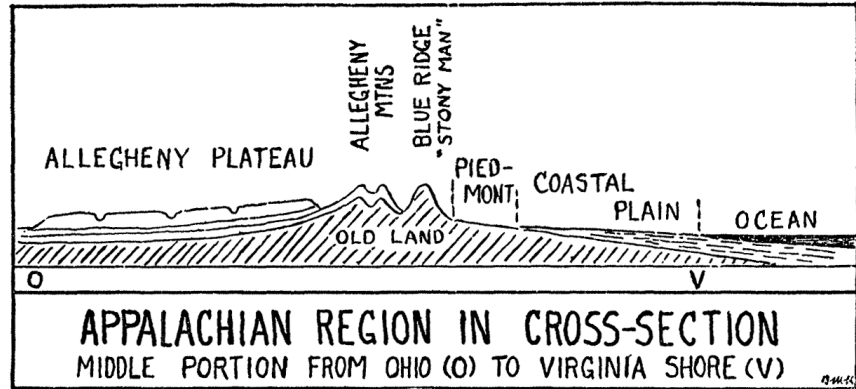 ALLEGHENY
MTNS
BLUE RIDGE
"STONY MAN"
ALLEGHENY PLATEAU
PIED-
MONT
COASTAL
PLAIN
OCEAN
OLD LAND
O
V
APPALACHIAN REGION IN CROSS-SECTION
MIDDLE PORTION FROM OHIO (O) TO VIRGINIA SHORE (V)